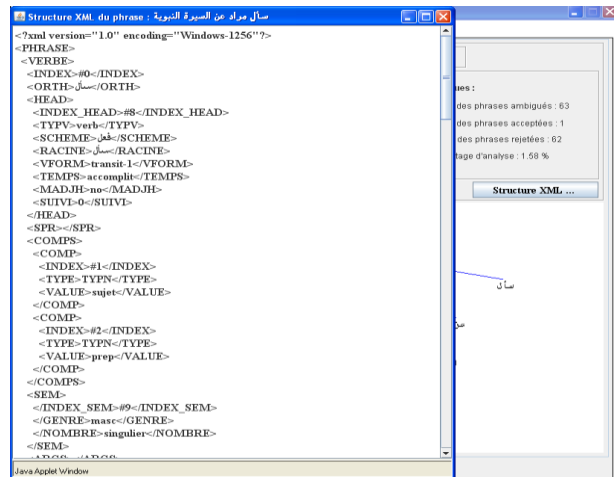 Structure XML du phrase : سأل مراد عن السيرة النبوية
<?xml version="1.0" encoding="Windows-1256"?>
<PHRASE>
<VERBE>
<INDEX>#0</INDEX>
<ORTH>سأل</ORTH>
<HEAD>
<INDEX_HEAD>#8</INDEX_HEAD>
<TYPV>verb</TYPV>
<SCHEME>فعل</SCHEME>
<RACINE>سأل</RACINE>
<VFORM>transit-1</VFORM>
<TEMPS>accomplit</TEMPS>
<MADJH>no</MADJH>
<SUIVI>0</SUIVI>
</HEAD>
<SPR></SPR>
<COMPS>
<COMP>
<INDEX>#1</INDEX>
<TYPE>TYPN</TYPE>
<VALUE>sujet</VALUE>
</COMP>
<COMP>
<INDEX>#2</INDEX>
<TYPE>TYPN</TYPE>
<VALUE>prep</VALUE>
</COMP>
</COMPS>
<SEM>
</INDEX_SEM>#9</INDEX_SEM>
</GENRE>masc</GENRE>
</NOMBRE>singulier</NOMBRE>
</SEM>
<ARGS></ARGS>
Java Applet Window
ues :
des phrases ambigués : 63
des phrases acceptées : 1
des phrases rejetées : 62
tage d'analyse : 1.58 %
Structure XML ...
سأل